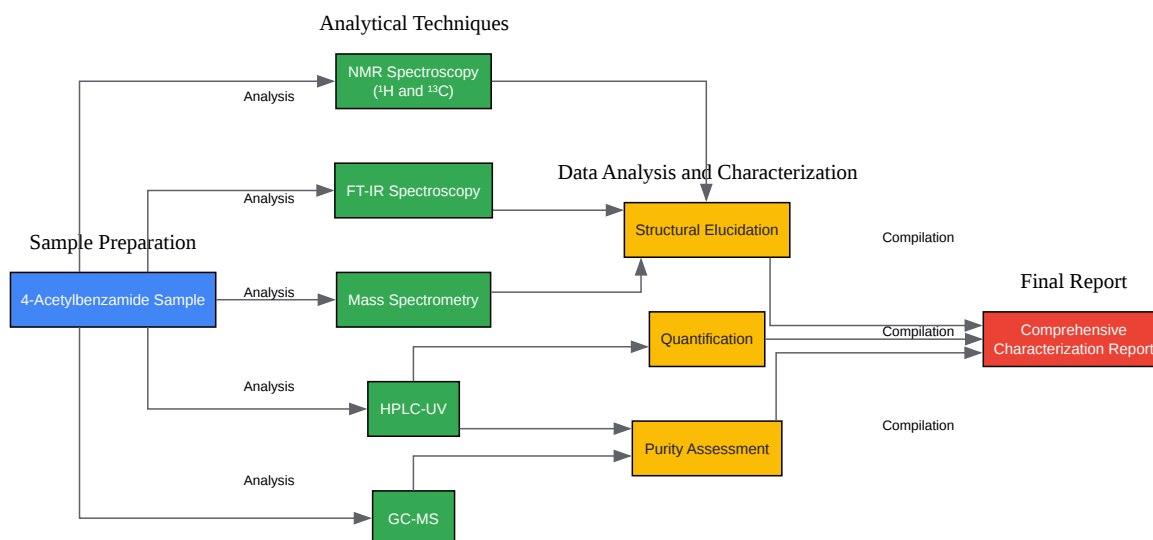 Analytical Techniques
NMR Spectroscopy
(¹H and ¹³C)
Analysis
Data Analysis and Characterization
FT-IR Spectroscopy
Analysis
Structural Elucidation
Sample Preparation
Compilation
Final Report
4-Acetylbenzamide Sample
Analysis
Mass Spectrometry
Quantification
Compilation
Comprehensive
Characterization Report
Analysis
HPLC-UV
Purity Assessment
Compilation
Analysis
GC-MS